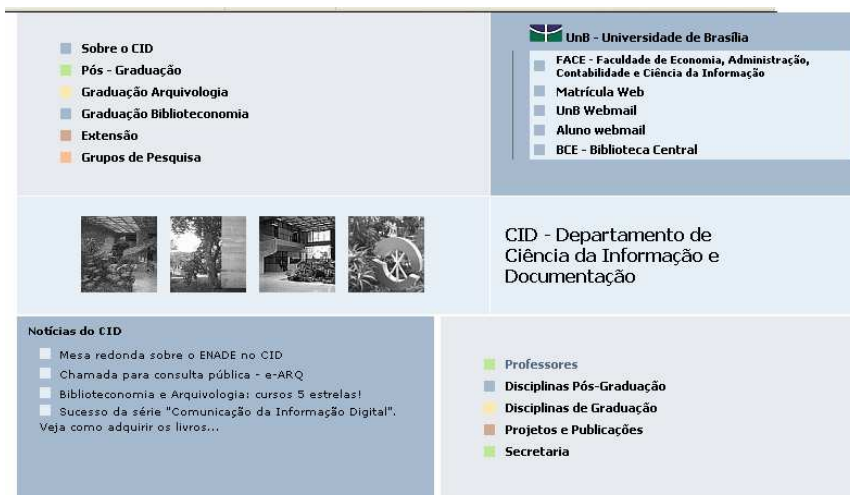 Sobre o CID
Pós - Graduação
Graduação Arquivologia
Graduação Biblioteconomia
Extensão
Grupos de Pesquisa
UnB - Universidade de Brasília
FACE - Faculdade de Economia, Administração,
Contabilidade e Ciência da Informação
Matrícula Web
UnB Webmail
Aluno webmail
BCE - Biblioteca Central
CID - Departamento de
Ciência da Informação e
Documentação
Notícias do CID
Mesa redonda sobre o ENADE no CID
Chamada para consulta pública - e-ARQ
Biblioteconomia e Arquivologia: cursos 5 estrelas!
Sucesso da série "Comunicação da Informação Digital".
Veja como adquirir os livros...
Professores
Disciplinas Pós-Graduação
Disciplinas de Graduação
Projetos e Publicações
Secretaria